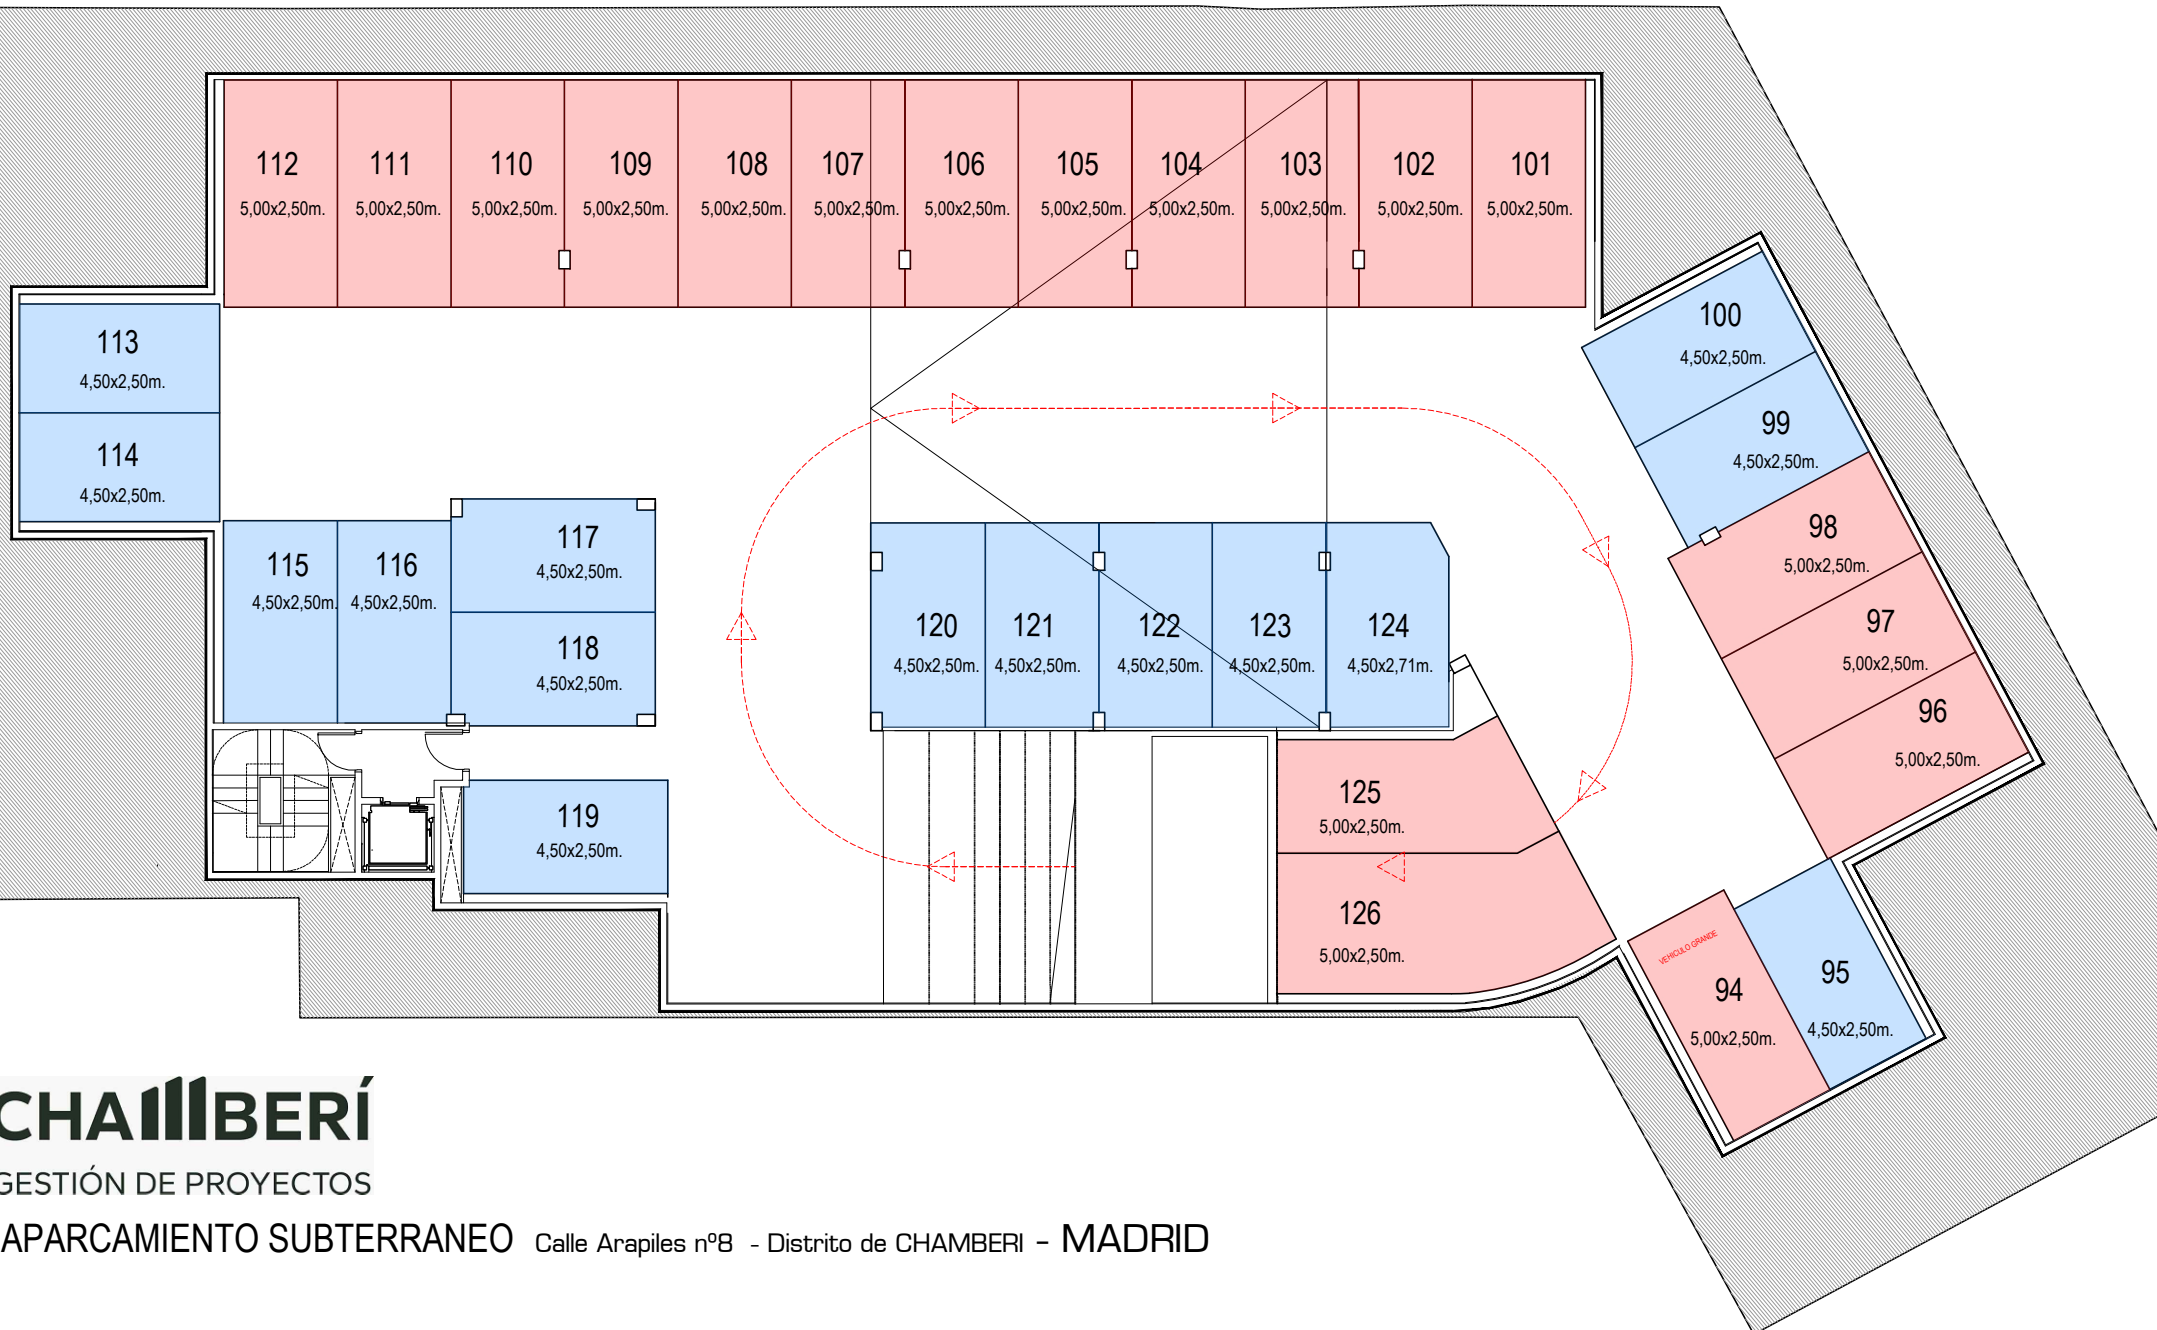 112 111 110 109 108 107 106 105 104 103 102 101
5,00x2,50m. 5,00x2,50m. 5,00x2,50m. 5,00x2,50m. 5,00x2,50m. 5,00x2,50m. 5,00x2,50m. 5,00x2,50m. 5,00x2,50m. 5,00x2,50m. 5,00x2,50m. 5,00x2,50m.
100
4,50x2,50m.
99
4,50x2,50m.
98
5,00x2,50m.
97
5,00x2,50m.
96
5,00x2,50m.
113
4,50x2,50m.
114
4,50x2,50m.
115 116
4,50x2,50m. 4,50x2,50m.
117
4,50x2,50m.
118
4,50x2,50m.
119
4,50x2,50m.
120 121 122 123 124
4,50x2,50m. 4,50x2,50m. 4,50x2,50m. 4,50x2,50m. 4,50x2,71m.
125
5,00x2,50m.
126
5,00x2,50m.
VEHICULO GRANDE
94
5,00x2,50m.
95
4,50x2,50m.
CHAMBERÍ
GESTIÓN DE PROYECTOS
APARCAMIENTO SUBTERRANEO Calle Arapiles nº8 - Distrito de CHAMBERI - MADRID